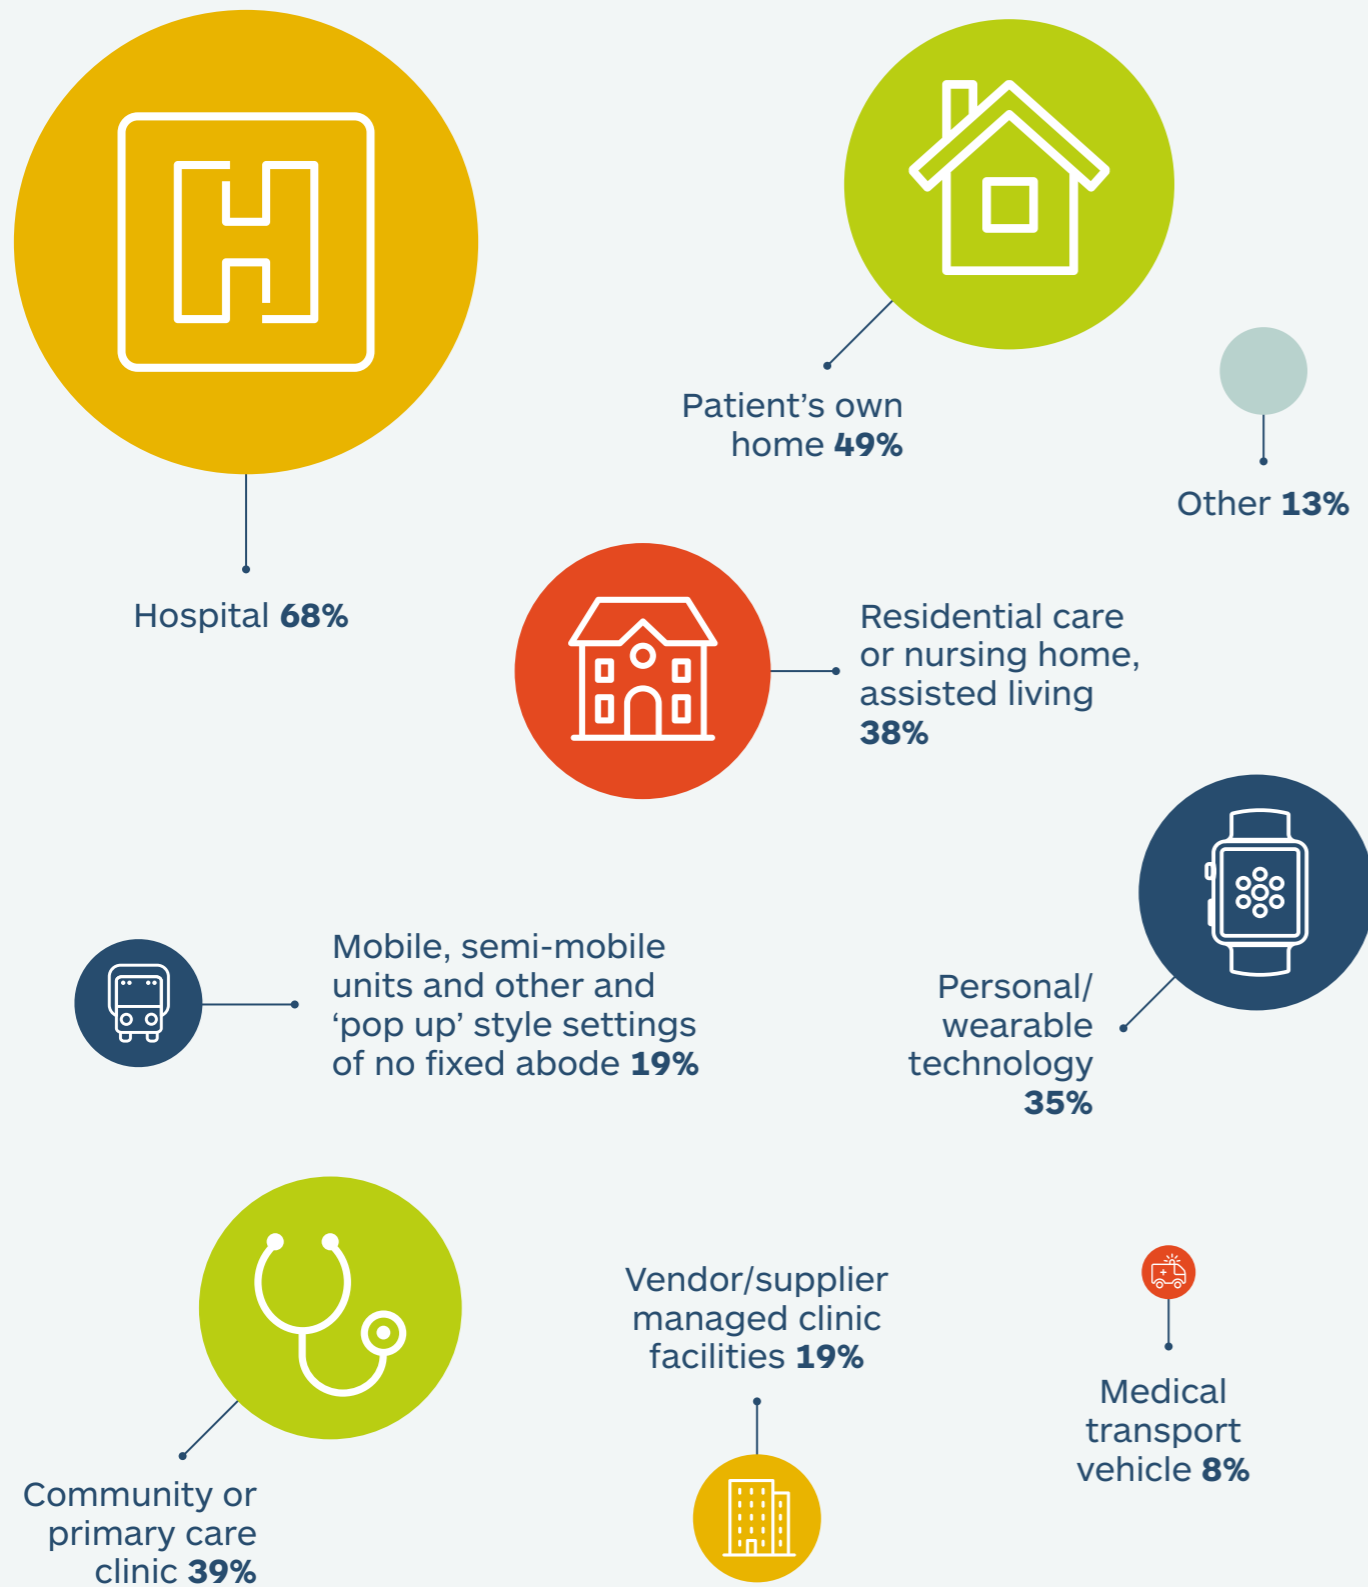 Patient’s own
home 49%
Other 13%
Hospital 68%
Residential care
or nursing home,
assisted living
38%
Mobile, semi-mobile
units and other and
‘pop up’ style settings
of no fixed abode 19%
Personal/
wearable
technology
35%
Vendor/supplier
managed clinic
facilities 19%
Medical
transport
vehicle 8%
Community or
primary care
clinic 39%